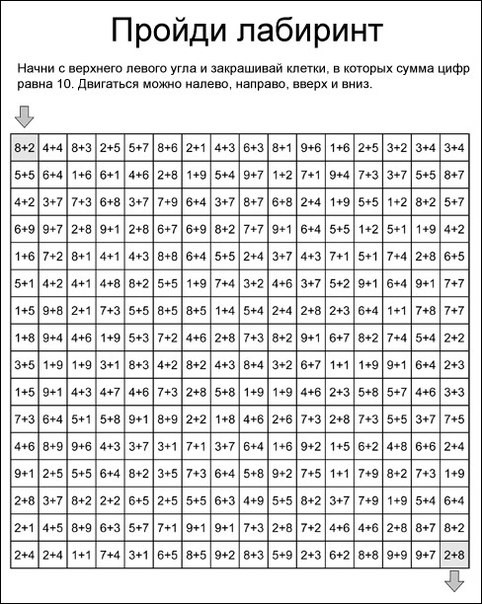 Пройди лабиринт
Начни с верхнего левого угла и закрашивай клетки, в которых сумма цифр
равна 10. Двигаться можно налево, направо, вверх и вниз.
8+2 4+4 8+3 2+5 5+7 8+6 2+1 4+3 6+3 8+1 9+6 1+6 2+5 3+2 3+4 3+4
5+5 6+4 1+6 6+1 4+6 2+8 1+9 5+4 9+7 1+2 7+1 9+4 7+3 3+7 5+5 8+7
4+2 3+7 7+3 6+8 3+7 7+9 6+4 3+7 8+7 6+8 2+4 1+9 5+5 1+2 8+2 5+7
6+9 9+7 2+8 9+1 2+8 6+7 6+9 8+2 7+7 9+1 6+4 5+5 1+2 5+1 1+9 4+2
1+6 7+2 8+1 4+1 4+3 8+8 6+4 5+5 2+4 3+7 4+3 7+1 5+1 7+4 2+8 6+5
5+1 4+2 4+1 4+8 8+2 5+5 1+9 7+4 3+2 4+6 3+7 5+2 9+1 6+4 9+1 7+7
1+5 9+8 2+1 7+3 5+5 5+8 1+4 5+4 2+4 2+8 2+8 2+3 6+4 1+1 7+8 7+7
1+8 9+4 4+6 1+9 5+3 7+2 4+6 2+8 7+3 8+2 9+1 6+7 8+2 7+4 5+4 2+2
3+5 1+9 1+9 3+1 8+3 4+2 8+2 4+3 8+4 3+2 6+7 1+1 1+9 9+1 6+4 2+3
1+5 9+1 4+3 4+7 4+6 7+3 2+8 5+8 1+9 1+9 4+6 2+3 5+8 5+7 4+6 3+3
7+3 6+4 5+1 5+8 9+1 8+9 2+2 1+8 4+6 2+6 7+3 2+8 7+3 5+5 3+7 7+5
4+6 8+9 9+6 4+3 3+7 3+1 7+1 3+7 6+4 1+6 9+2 1+5 6+2 4+8 6+6 2+4
9+1 2+5 5+5 6+4 8+2 3+5 7+3 6+4 5+8 9+2 7+5 1+1 7+9 8+2 7+3 1+9
2+8 3+7 8+2 2+2 6+5 2+5 5+5 6+3 4+9 5+5 8+2 3+7 7+9 1+9 5+4 6+4
2+1 4+5 8+9 6+3 5+7 7+1 9+1 9+1 7+3 2+8 7+2 4+6 4+6 2+8 8+7 8+2
2+4 2+4 1+1 7+4 3+1 6+5 8+5 9+2 8+3 5+9 2+3 6+2 8+8 9+9 9+7 2+8